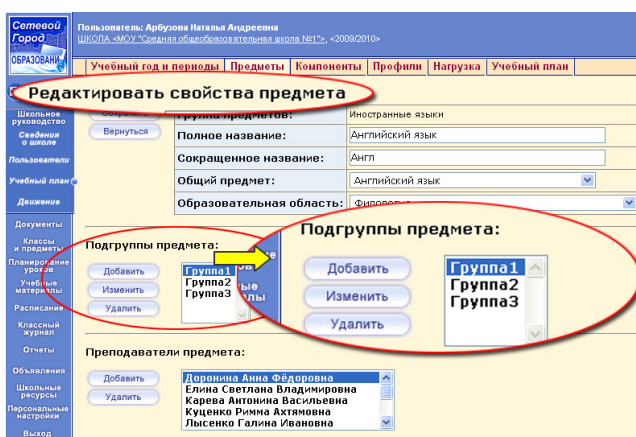 Сетевой
Город
ОБРАЗОВАНИЕ
Пользователь: Арбузова Наталья Андреевна
ШКОЛА <МОУ "Средняя общеобразовательная школа №1">, <2009/2010>
Учебный год и периоды Предметы Компоненты Профили Нагрузка Учебный план
Редактировать свойства предмета
Школьное
руководство
Сведения
о школе
Пользователи
Учебный план
Движение
Документы
Классы
и предметы
Планирование
уроков
Учебные
материалы
Расписание
Классный
журнал
Отчеты
Объявления
Школьные
ресурсы
Персональные
настройки
Выход
Вернуться
предметов: Иностранные языки
Полное название: Английский язык
Сокращенное название: Англ
Общий предмет: Английский язык
Образовательная область:
Подгруппы предмета:
Добавить
Изменить
Удалить
Группа1
Группа2
Группа3
Подгруппы предмета:
Добавить
Изменить
Удалить
Группа1
Группа2
Группа3
Преподаватели предмета:
Добавить
Удалить
Доронина Анна Фёдоровна
Елина Светлана Владимировна
Карева Антонина Васильевна
Куценко Римма Ахтямовна
Лысенко Галина Ивановна